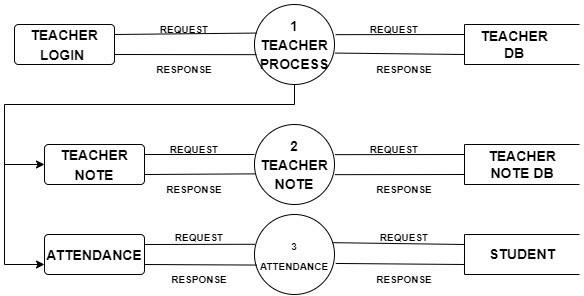 TEACHER
LOGIN
REQUEST
RESPONSE
1
TEACHER
PROCESS
REQUEST
RESPONSE
TEACHER
DB
TEACHER
NOTE
REQUEST
RESPONSE
2
TEACHER
NOTE
REQUEST
RESPONSE
TEACHER
NOTE DB
ATTENDANCE
REQUEST
RESPONSE
3
ATTENDANCE
REQUEST
RESPONSE
STUDENT